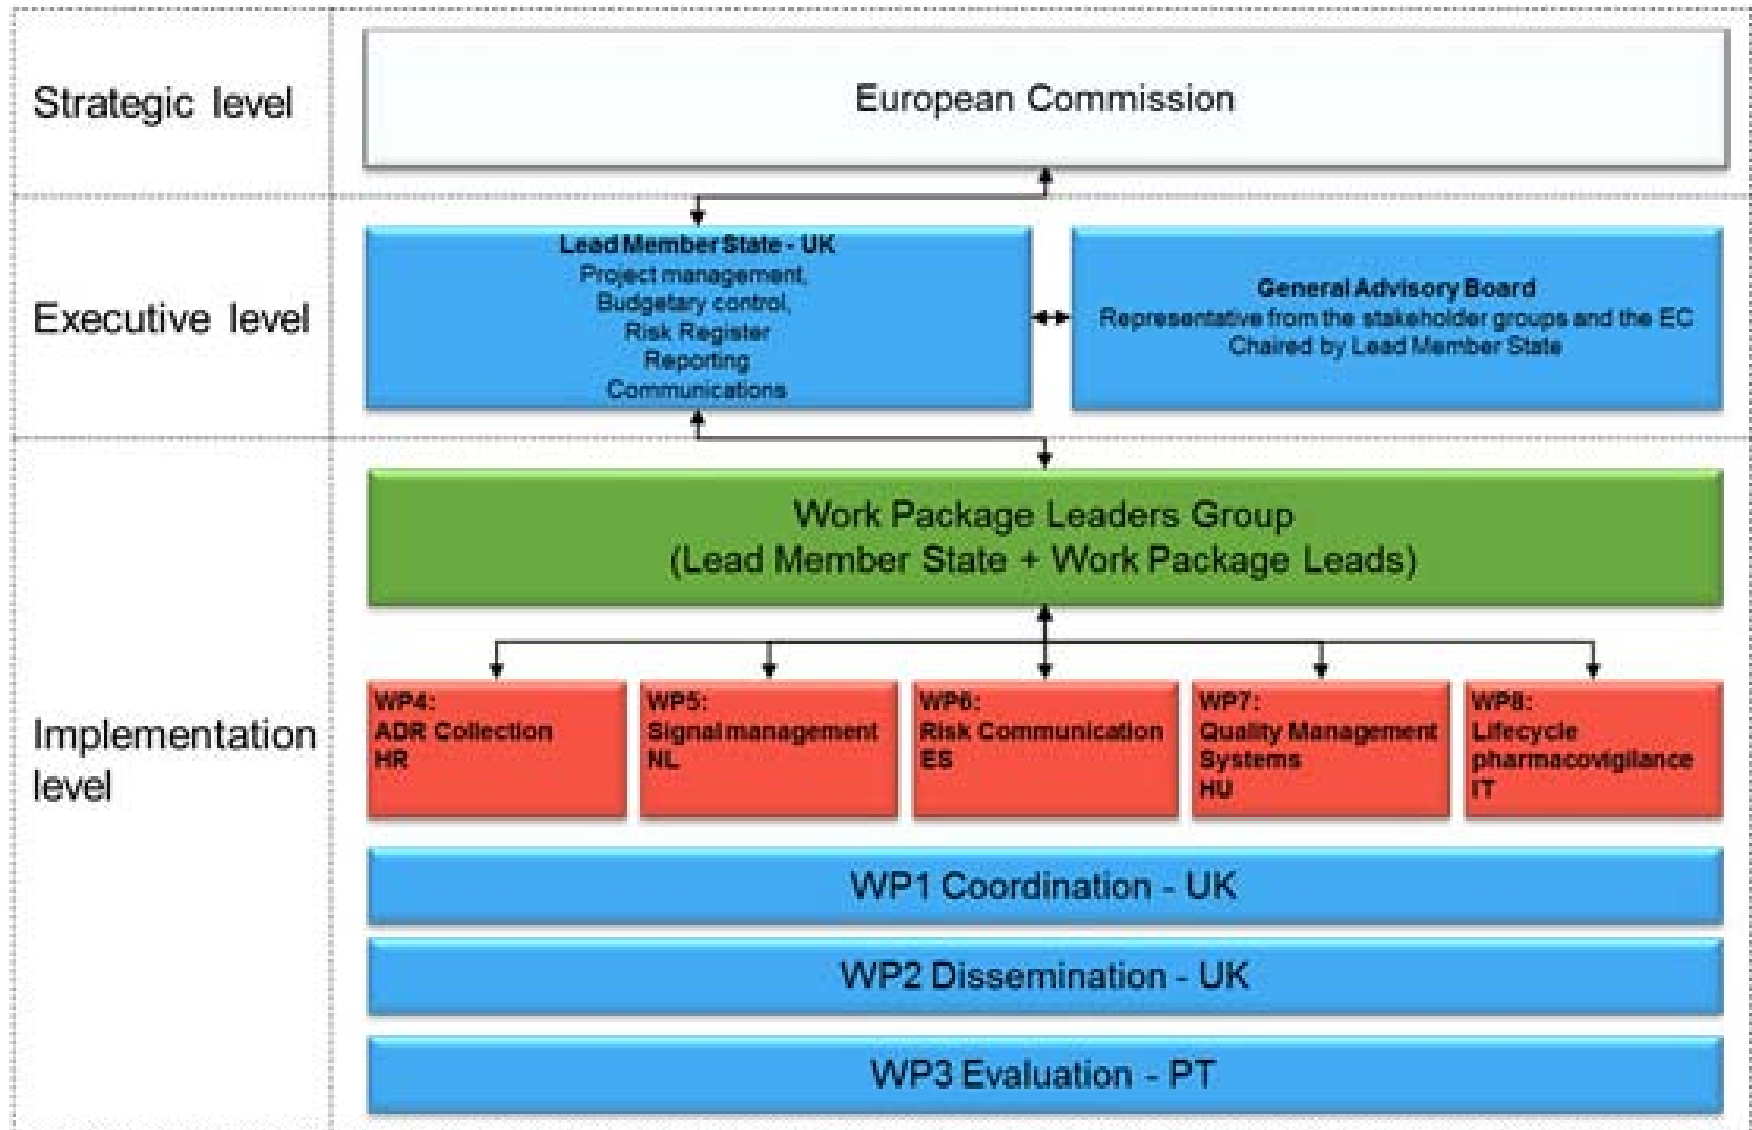 Strategic level
European Commission
Executive level
Lead Member State - UK
Project management,
Budgetary control,
Risk Register
Reporting
Communications
General Advisory Board
Representative from the stakeholder groups and the EC
Chaired by Lead Member State
Implementation
level
Work Package Leaders Group
(Lead Member State + Work Package Leads)
WP4:
ADR Collection
HR
WP5:
Signal management
NL
WP6:
Risk Communication
ES
WP7:
Quality Management
Systems
HU
WP8:
Lifecycle
pharmacovigilance
IT
WP1 Coordination - UK
WP2 Dissemination - UK
WP3 Evaluation - PT